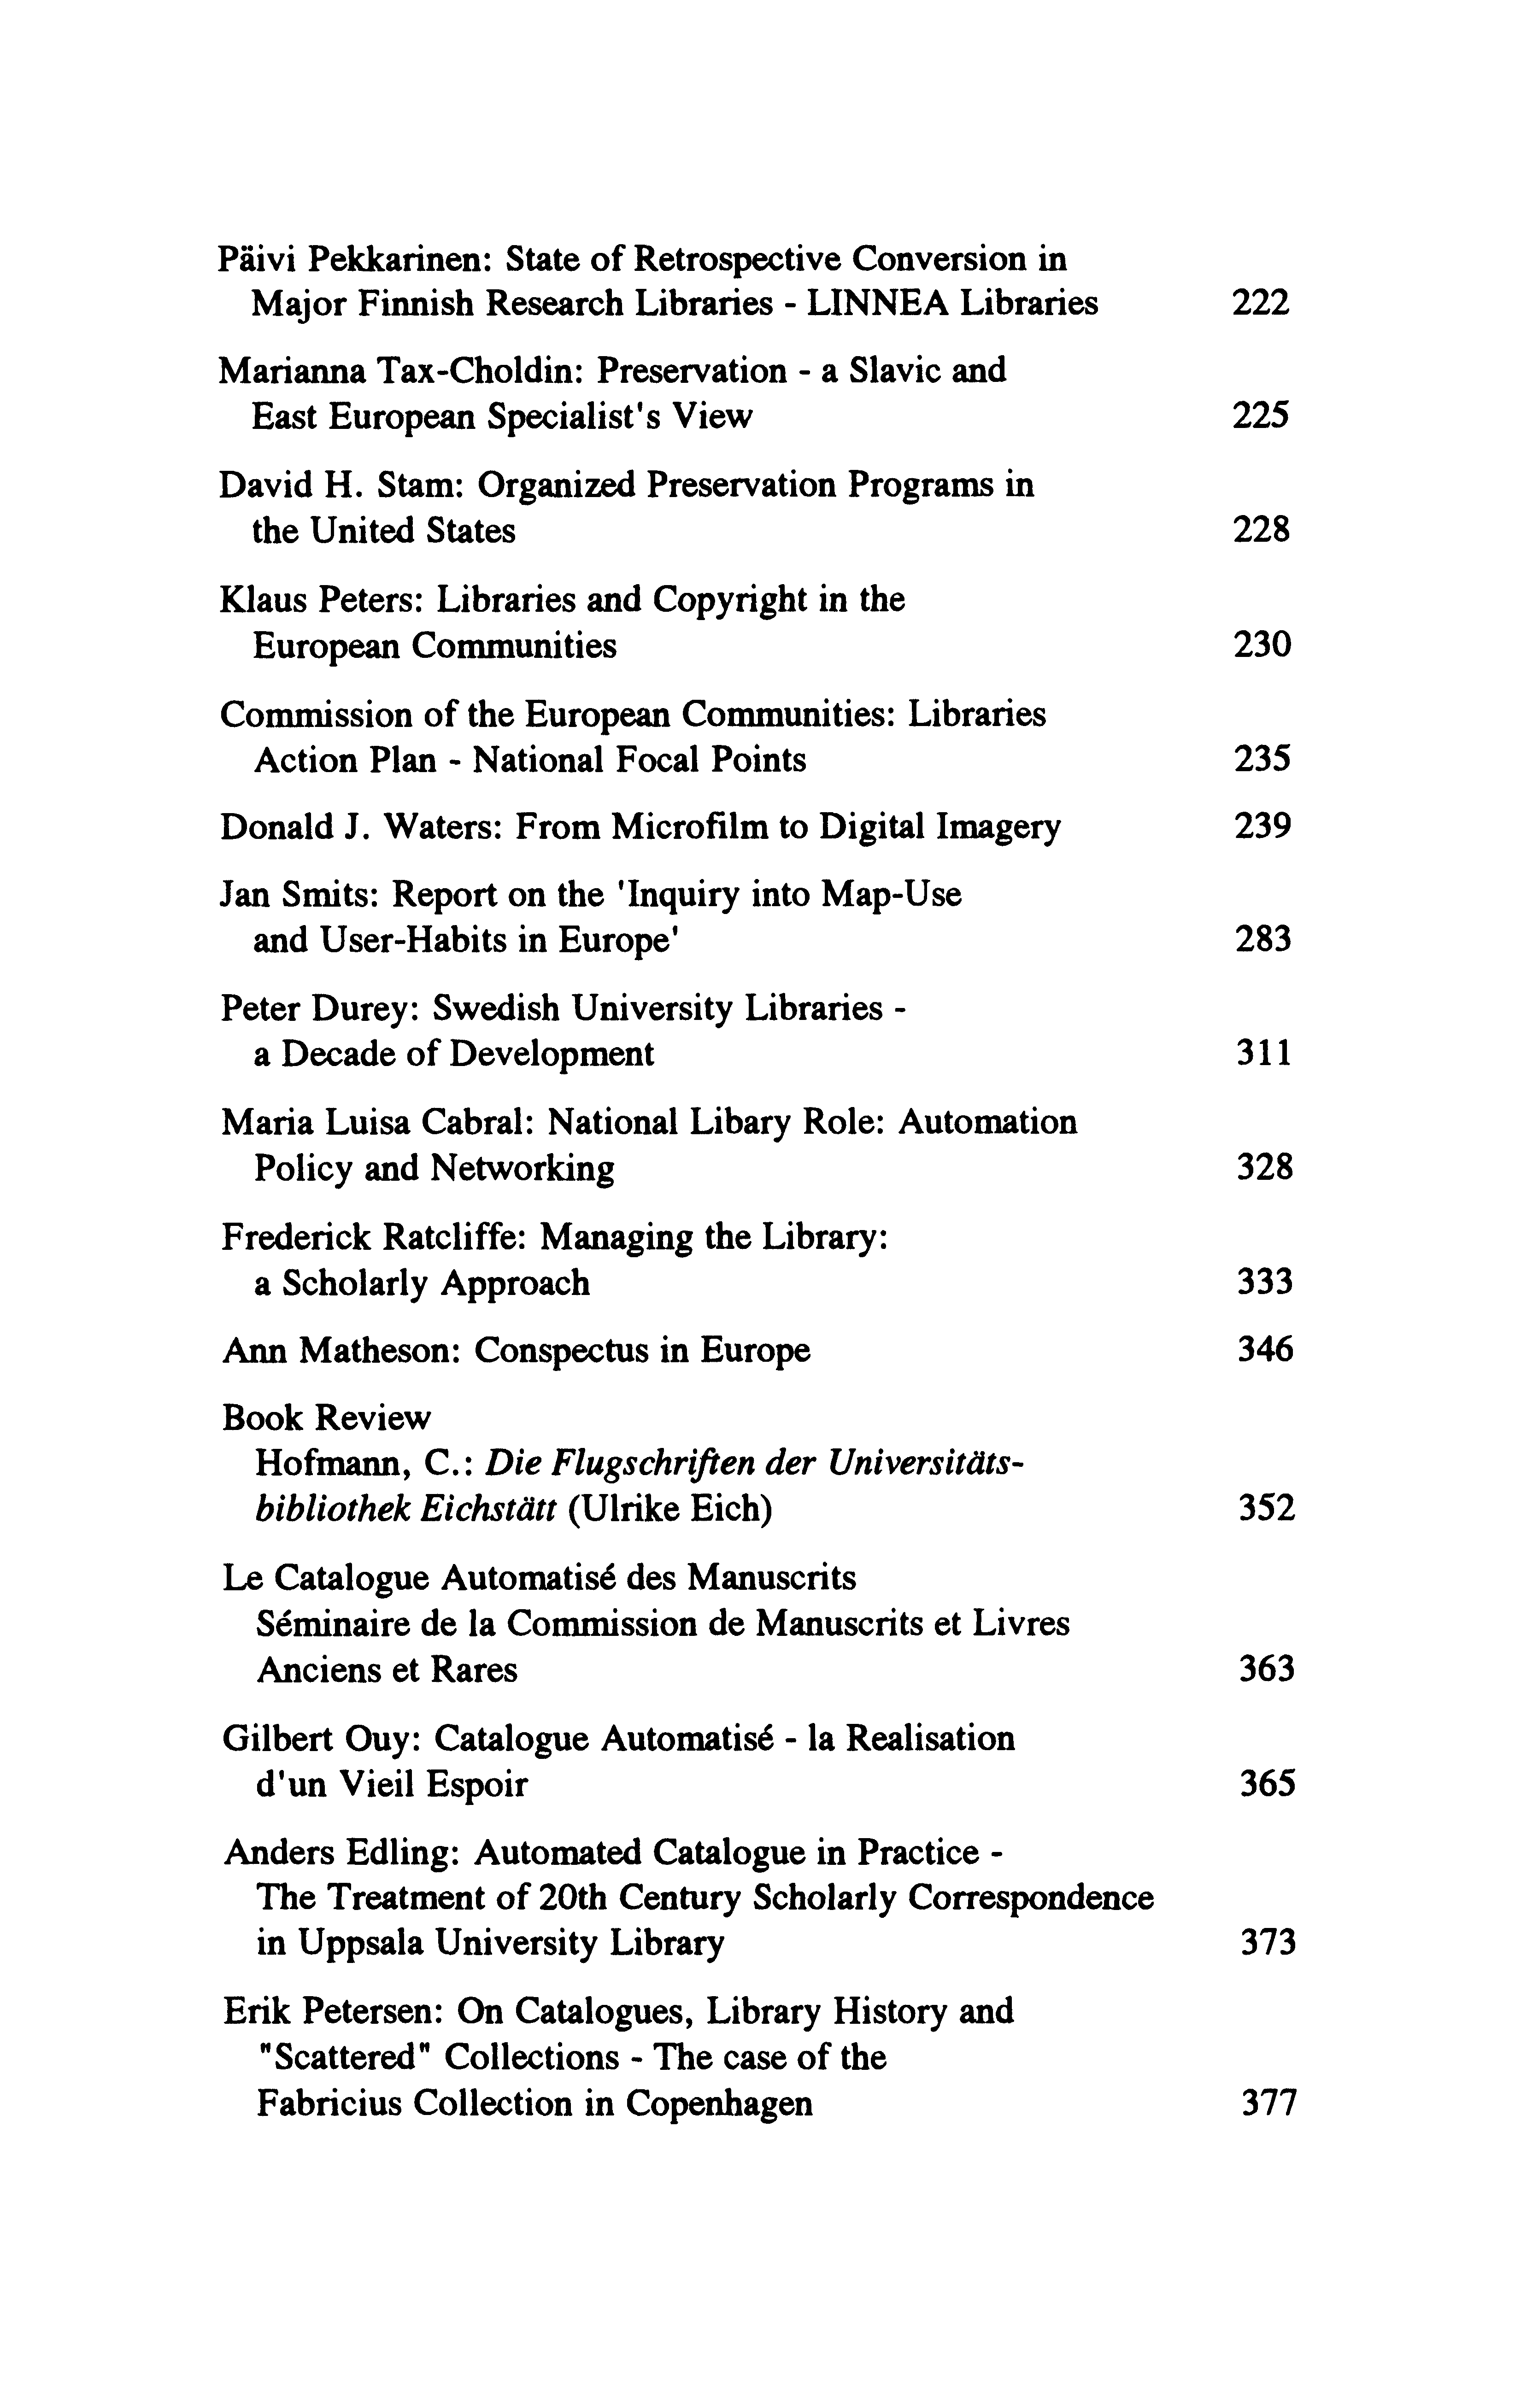 Päivi Pekkarinen: State of Retrospective Conversion in
Major Finnish Research Libraries - LINNEA Libraries 222
Marianna Tax-Choldin: Preservation - a Slavic and
East European Specialist's View 225
David H. Stam: Organized Preservation Programs in
the United States 228
Klaus Peters: Libraries and Copyright in the
European Communities 230
Commission of the European Communities: Libraries
Action Plan - National Focal Points 235
Donald J. Waters: From Microfilm to Digital Imagery 239
Jan Smits: Report on the 'Inquiry into Map-Use
and User-Habits in Europe' 283
Peter Durey: Swedish University Libraries -
a Decade of Development 311
Maria Luisa Cabral: National Libary Role: Automation
Policy and Networking 328
Frederick Ratcliffe: Managing the Library:
a Scholarly Approach 333
Ann Matheson: Conspectus in Europe 346
Book Review
Hofmann, C.: Die Flugschriften der Universitäts-
bibliothek Eichstätt (Ulrike Eich) 352
Le Catalogue Automatisé des Manuscrits
Séminaire de la Commission de Manuscrits et Livres
Anciens et Rares 363
Gilbert Ouy: Catalogue Automatisé - la Realisation
d'un Vieil Espoir 365
Anders Edling: Automated Catalogue in Practice -
The Treatment of 20th Century Scholarly Correspondence
in Uppsala University Library 373
Erik Petersen: On Catalogues, Library History and
"Scattered" Collections - The case of the
Fabricius Collection in Copenhagen 377